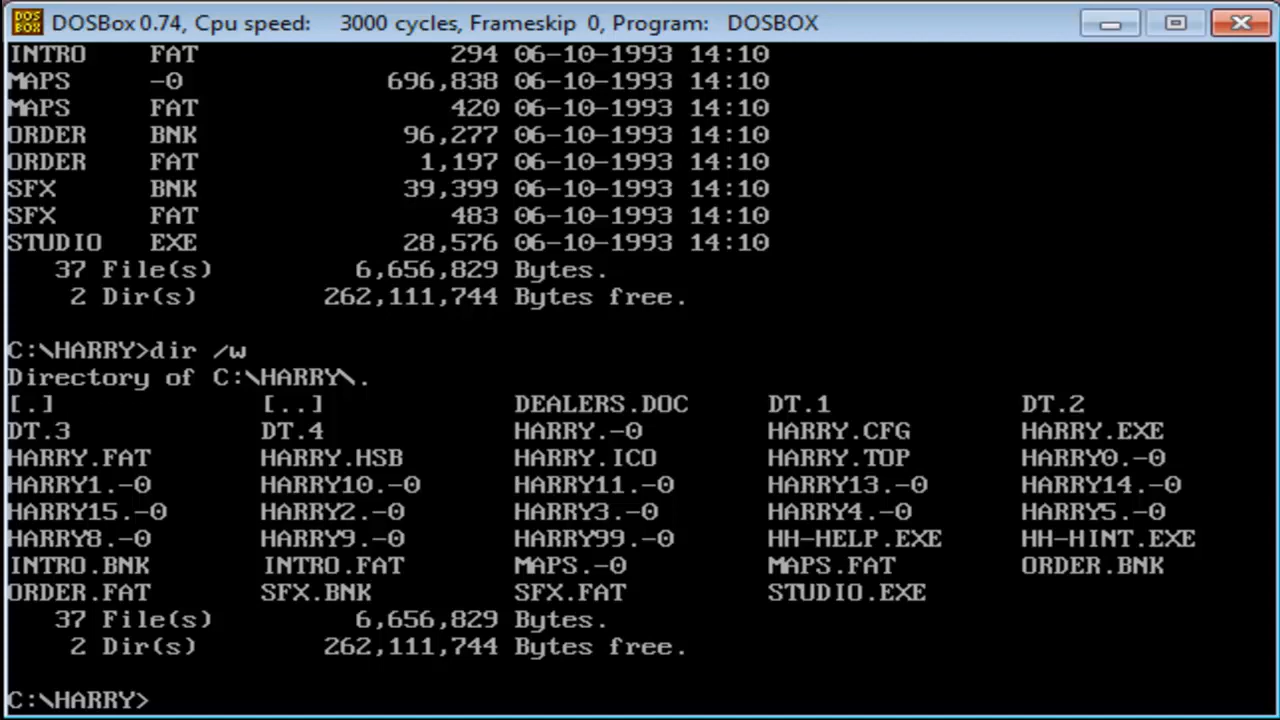 DOS BOX DOSBox 0.74, Cpu speed: 3000 cycles, Frameskip 0, Program: DOSBOX
INTRO FAT 294 06-10-1993 14:10
MAPS -0 696,838 06-10-1993 14:10
MAPS FAT 420 06-10-1993 14:10
ORDER BNK 96,277 06-10-1993 14:10
ORDER FAT 1,197 06-10-1993 14:10
SFX BNK 39,399 06-10-1993 14:10
SFX FAT 483 06-10-1993 14:10
STUDIO EXE 28,576 06-10-1993 14:10
37 File(s) 6,656,829 Bytes.
2 Dir(s) 262,111,744 Bytes free.
C:\HARRY>dir /w
Directory of C:\HARRY\.
[.] [..] DEALERS.DOC DT.1 DT.2
DT.3 DT.4 HARRY.-0 HARRY.CFG HARRY.EXE
HARRY.FAT HARRY.HSB HARRY.ICO HARRY.TOP HARRY0.-0
HARRY1.-0 HARRY10.-0 HARRY11.-0 HARRY13.-0 HARRY14.-0
HARRY15.-0 HARRY2.-0 HARRY3.-0 HARRY4.-0 HARRY5.-0
HARRY8.-0 HARRY9.-0 HARRY99.-0 HH-HELP.EXE HH-HINT.EXE
INTRO.BNK INTRO.FAT MAPS.-0 MAPS.FAT ORDER.BNK
ORDER.FAT SFX.BNK SFX.FAT STUDIO.EXE
37 File(s) 6,656,829 Bytes.
2 Dir(s) 262,111,744 Bytes free.
C:\HARRY>